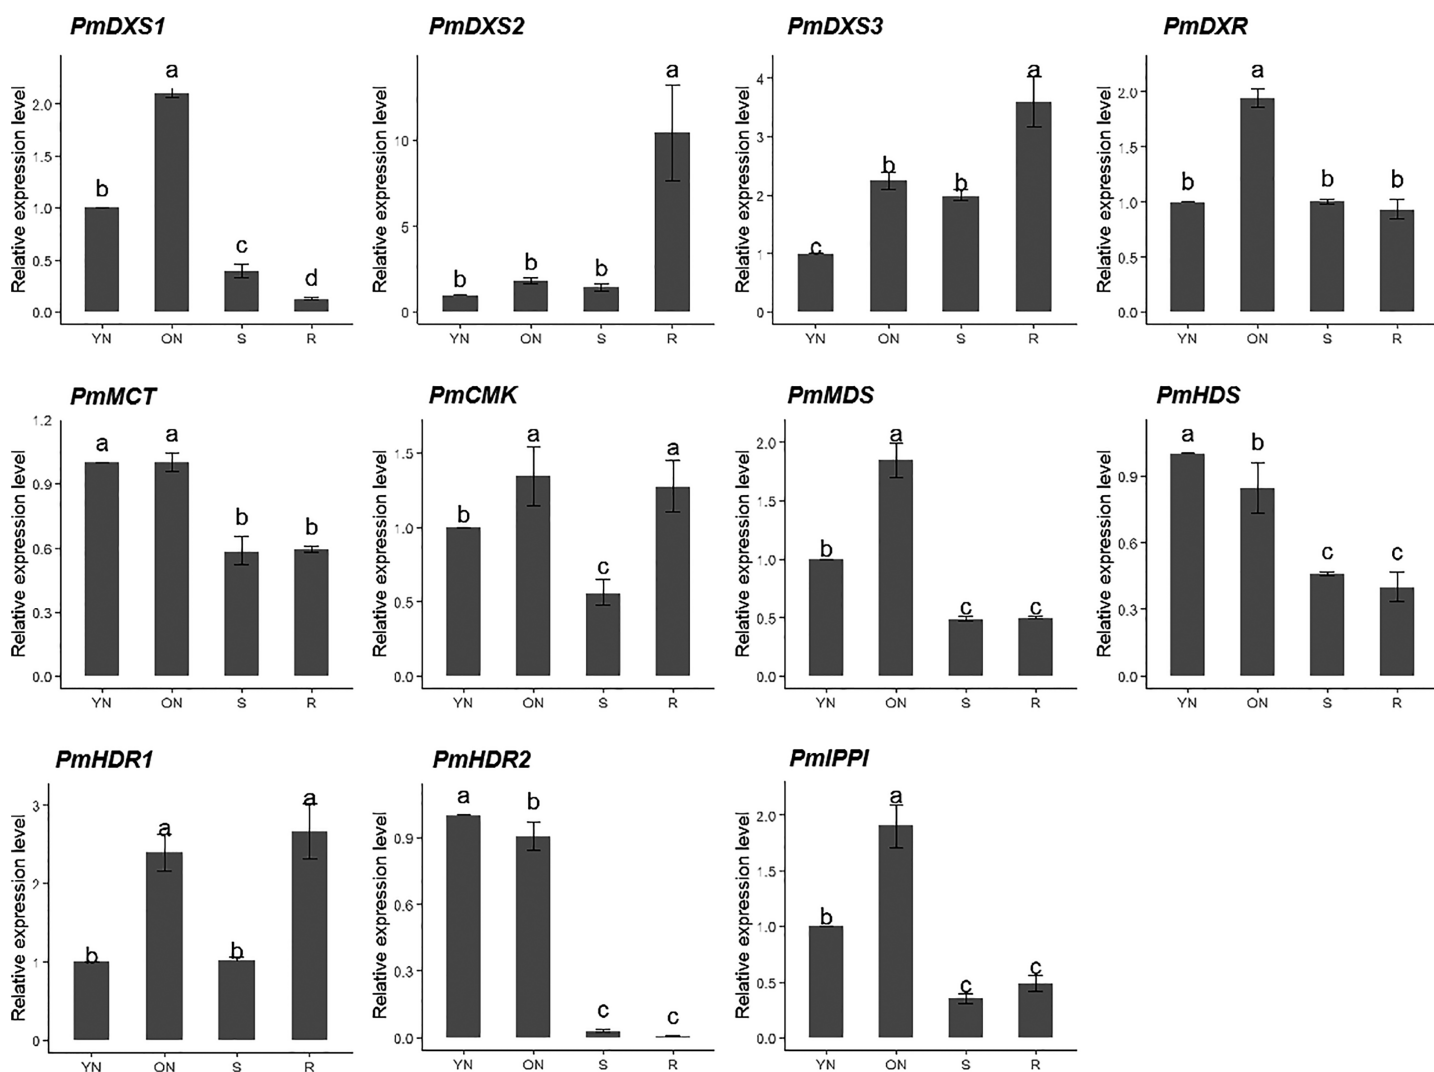 PmDXS1
Relative expression level
2.0
1.5
1.0
0.5
0.0
b
a
c
d
YN ON S R
PmDXS2
Relative expression level
10
5
0
b
b
b
a
YN ON S R
PmDXS3
Relative expression level
4
3
2
1
c
b
b
a
YN ON S R
PmDXR
Relative expression level
2.0
1.5
1.0
0.5
0.0
b
a
b
b
YN ON S R
PmMCT
Relative expression level
1.2
0.9
0.6
0.3
0.0
a
a
b
b
YN ON S R
PmCMK
Relative expression level
1.5
1.0
0.5
0.0
b
a
c
a
YN ON S R
PmMDS
Relative expression level
2.0
1.5
1.0
0.5
0.0
b
a
c
c
YN ON S R
PmHDS
Relative expression level
0.9
0.6
0.3
0.0
a
b
c
c
YN ON S R
PmHDR1
Relative expression level
3
2
1
0
b
a
b
a
YN ON S R
PmHDR2
Relative expression level
0.9
0.6
0.3
0.0
a
b
c
c
YN ON S R
PmIPPI
Relative expression level
2.0
1.5
1.0
0.5
0.0
b
a
c
c
YN ON S R